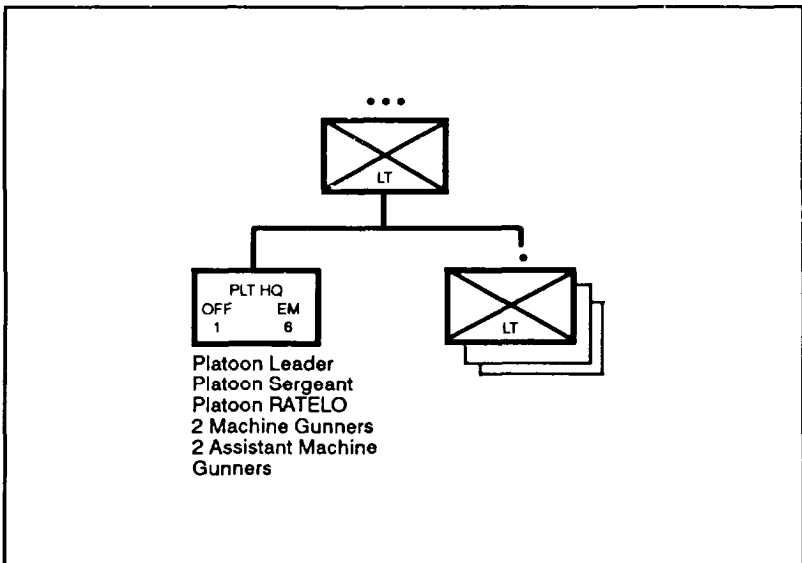 LT
PLT HQ
OFF EM
1 6
LT
Platoon Leader
Platoon Sergeant
Platoon RATELO
2 Machine Gunners
2 Assistant Machine
Gunners